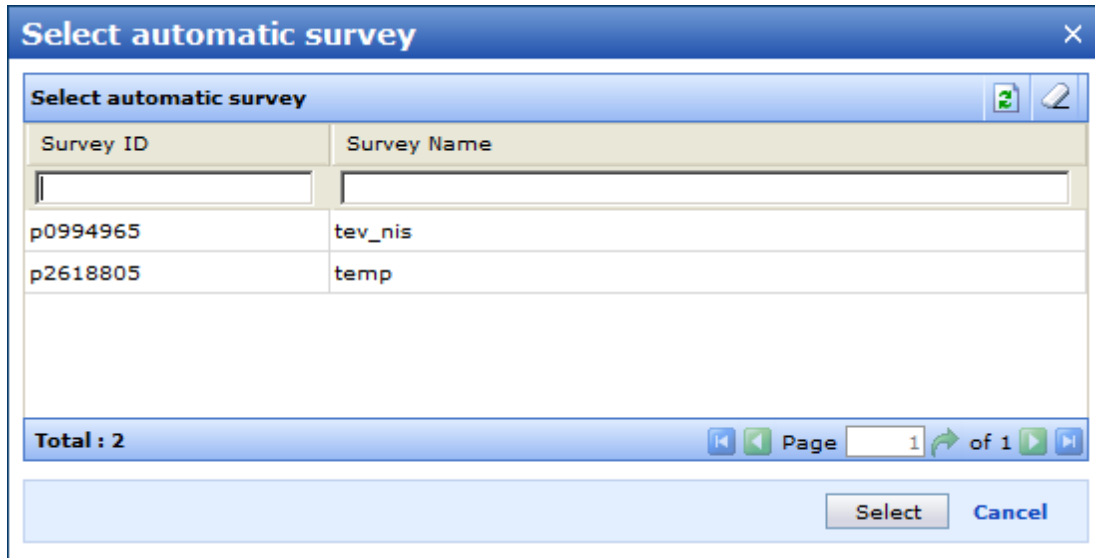 Select automatic survey
Select automatic survey
Survey ID Survey Name
p0994965 tev_nis
p2618805 temp
Total : 2 Page 1 of 1
Select Cancel